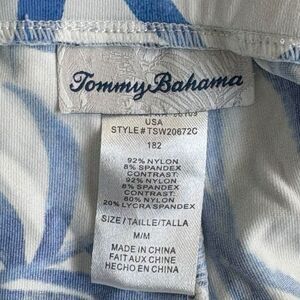 Tommy Bahama
USA
STYLE#TSW20672C
182
92% NYLON
8% SPANDEX
CONTRAST:
92% NYLON
8% SPANDEX
CONTRAST:
80% NYLON
20% LYCRA SPANDEX
SIZE/TAILLE/TALLA
M/M
MADE IN CHINA
FAIT AUX CHINE
HECHO EN CHINA